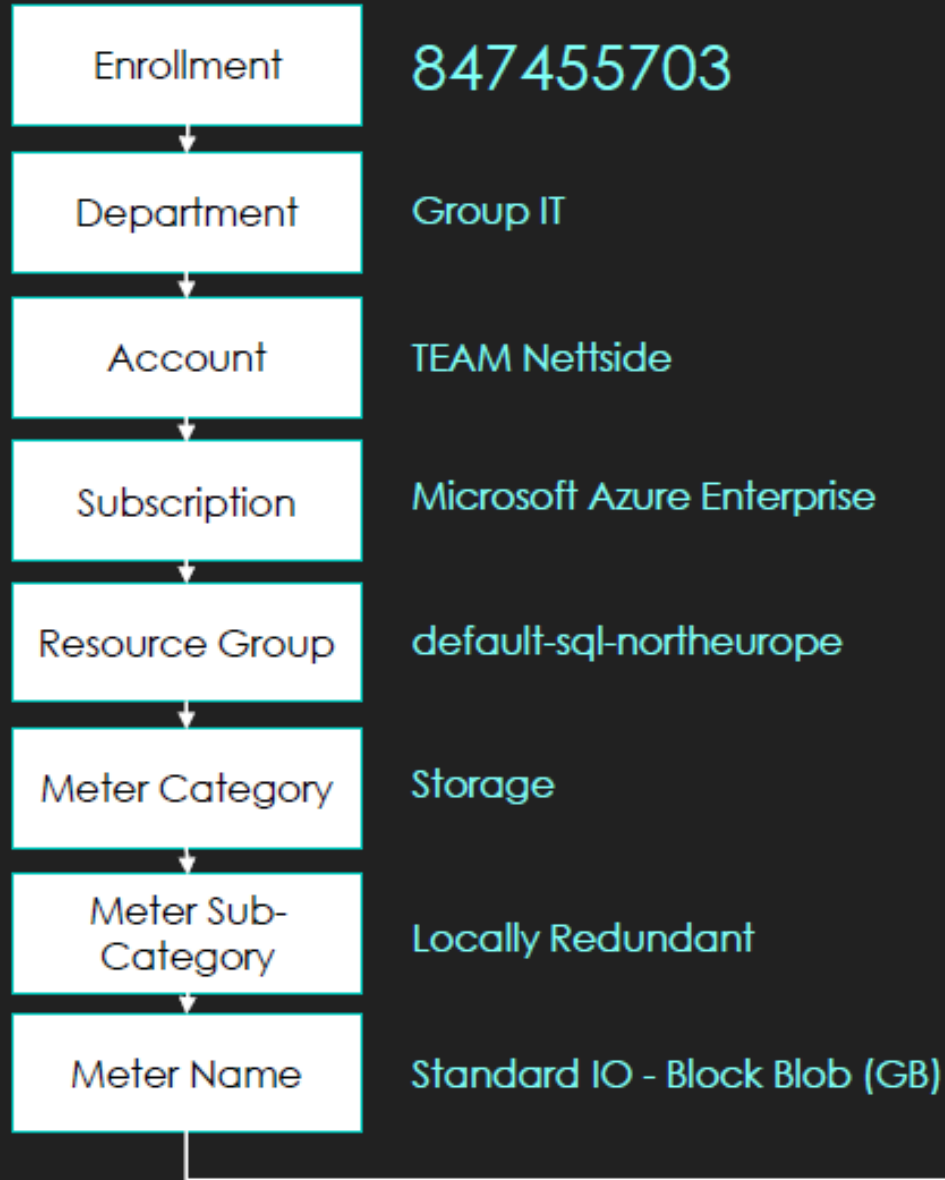 Enrollment
847455703
Department
Group IT
Account
TEAM Nettside
Subscription
Microsoft Azure Enterprise
Resource Group
default-sql-northeurope
Meter Category
Storage
Meter Sub-
Category
Locally Redundant
Meter Name
Standard IO - Block Blob (GB)